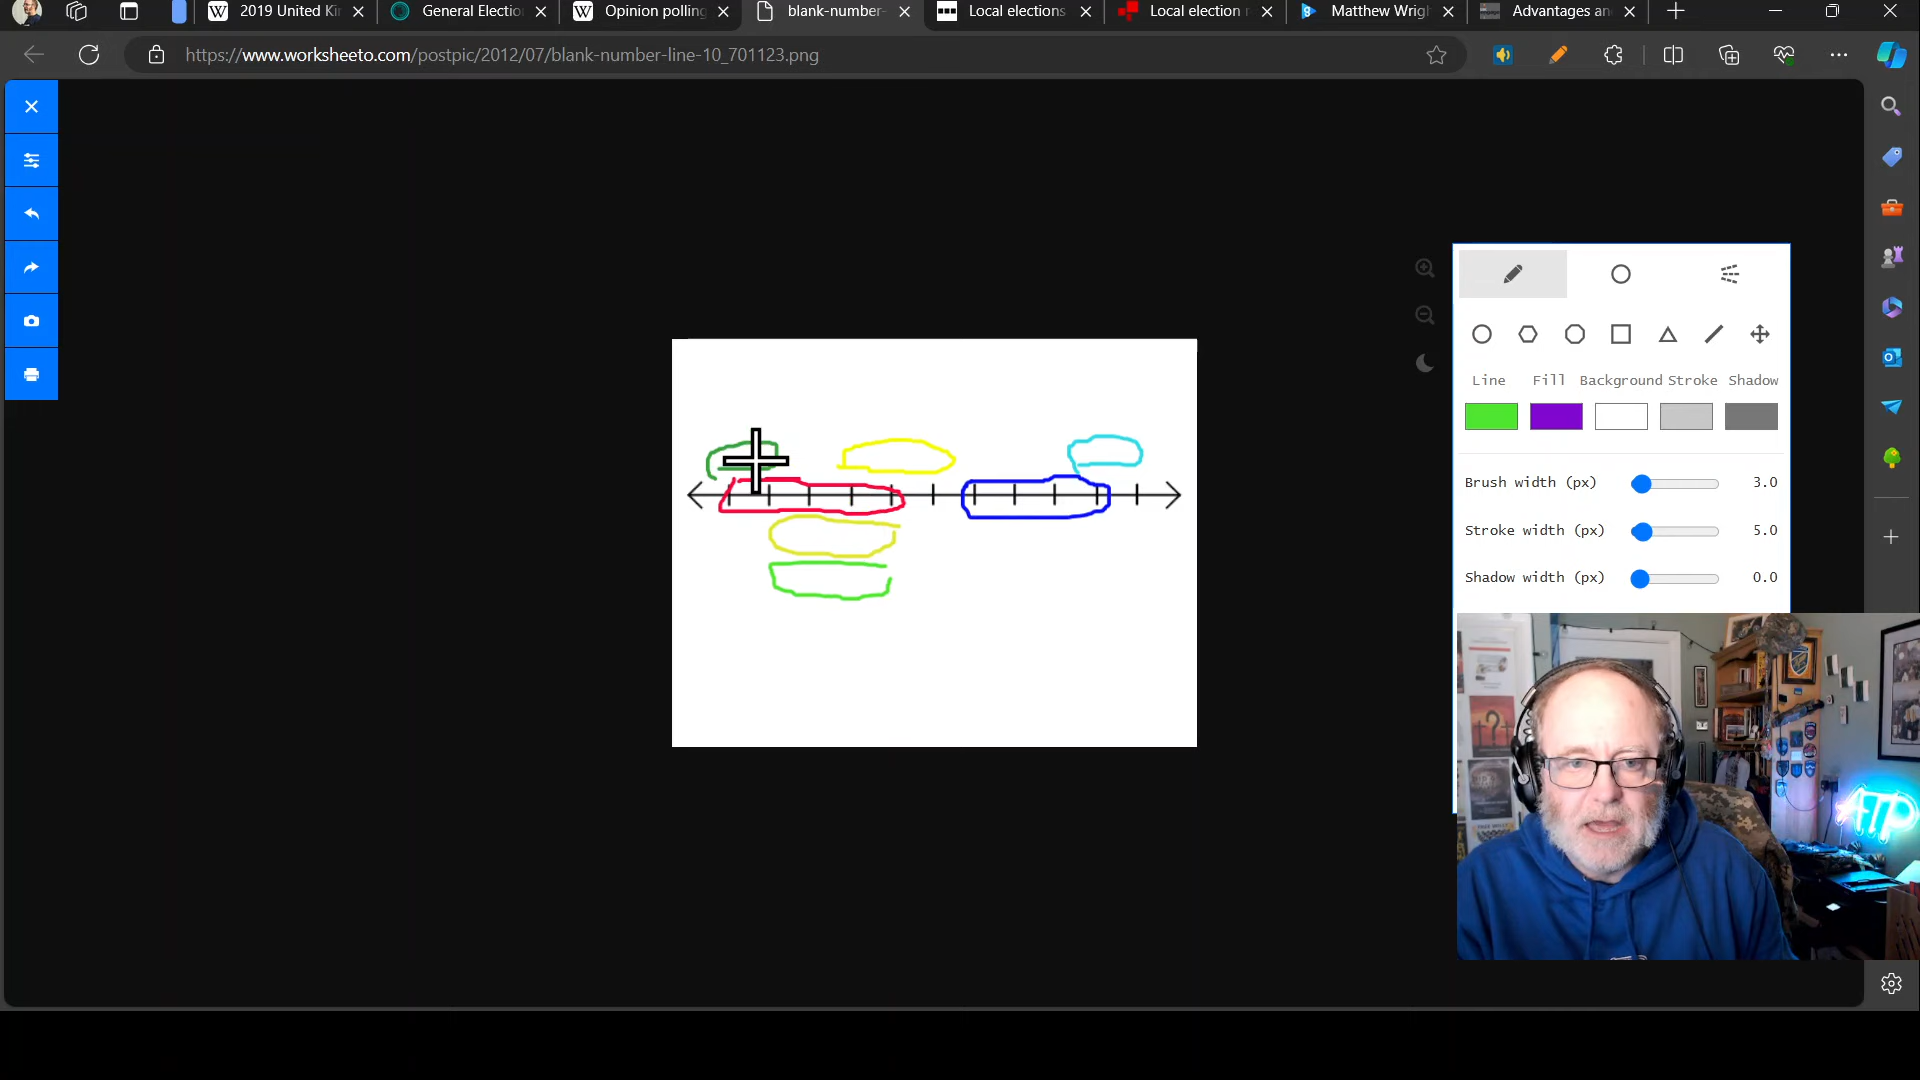 2019 United Ki
General Electio
Opinion polling
blank-number-
Local elections
Local election r
Matthew Wrigh
Advantages an
https://www.worksheeto.com/postpic/2012/07/blank-number-line-10_701123.png
Line Fill Background Stroke Shadow
Brush width (px) 3.0
Stroke width (px) 5.0
Shadow width (px) 0.0
ATP